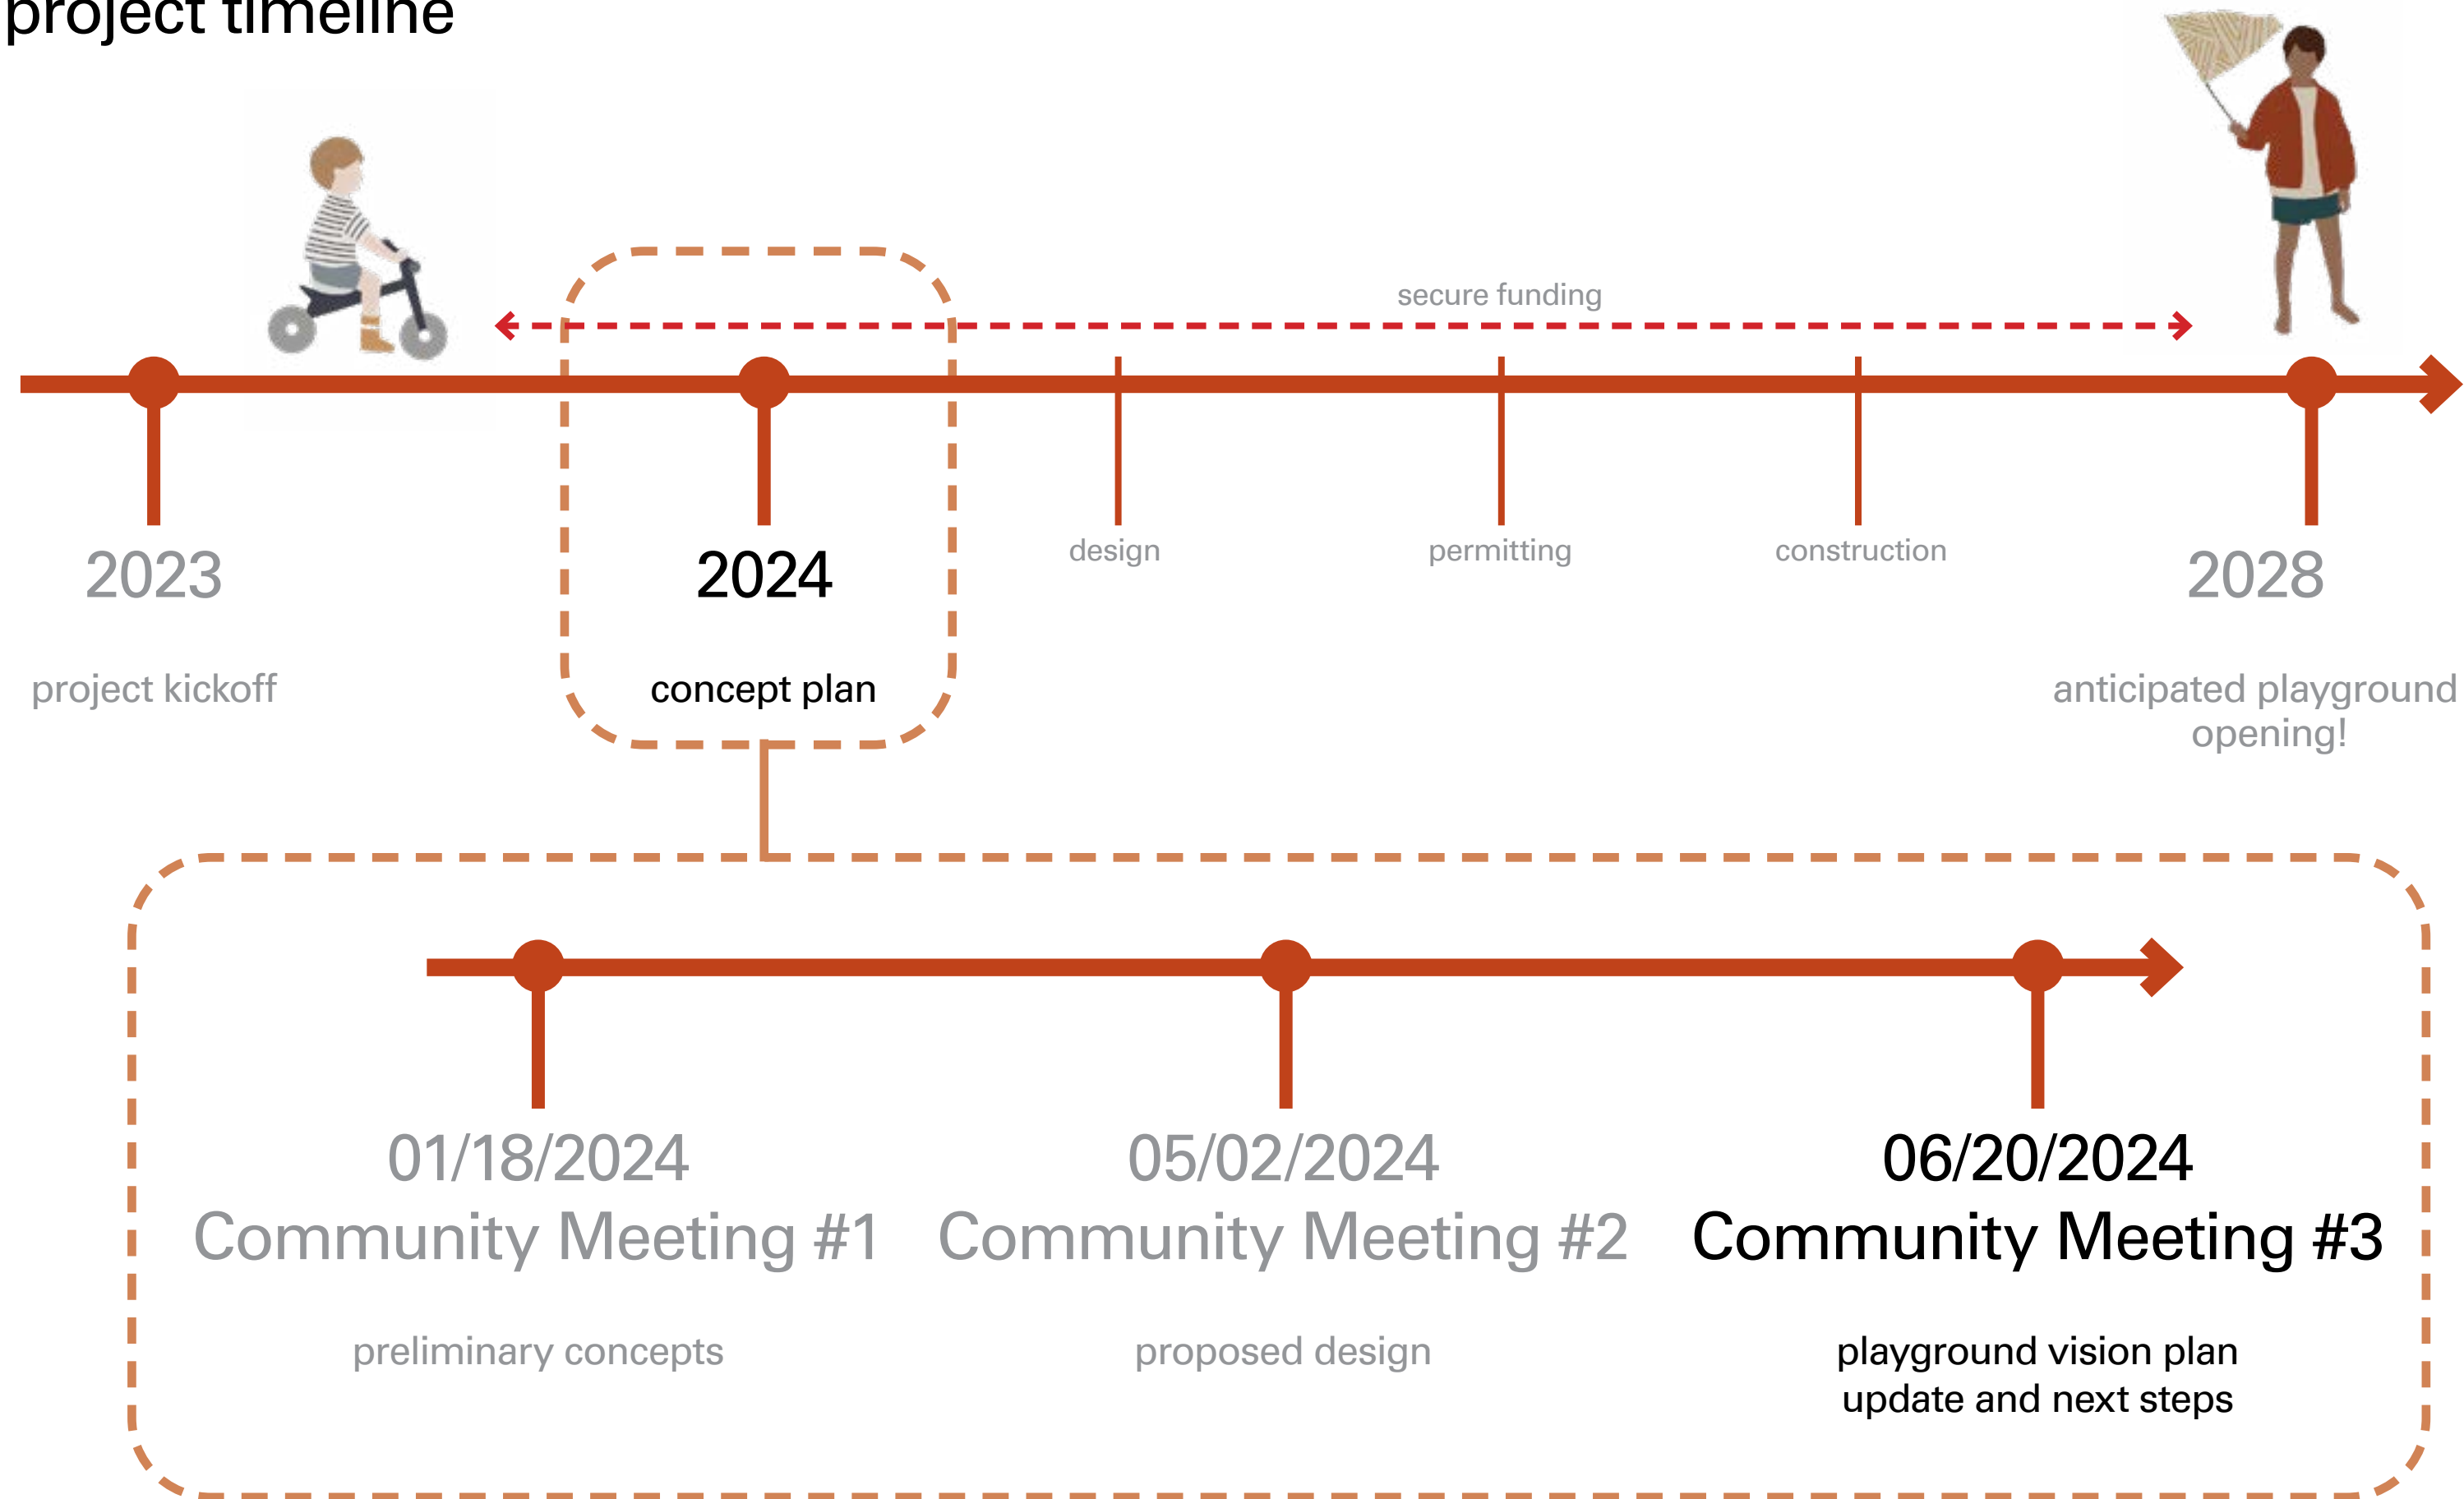 project timeline
secure funding
2023
2024
design
permitting
construction
2028
project kickoff
concept plan
anticipated playground
opening!
01/18/2024
Community Meeting #1
preliminary concepts
05/02/2024
Community Meeting #2
proposed design
06/20/2024
Community Meeting #3
playground vision plan
update and next steps